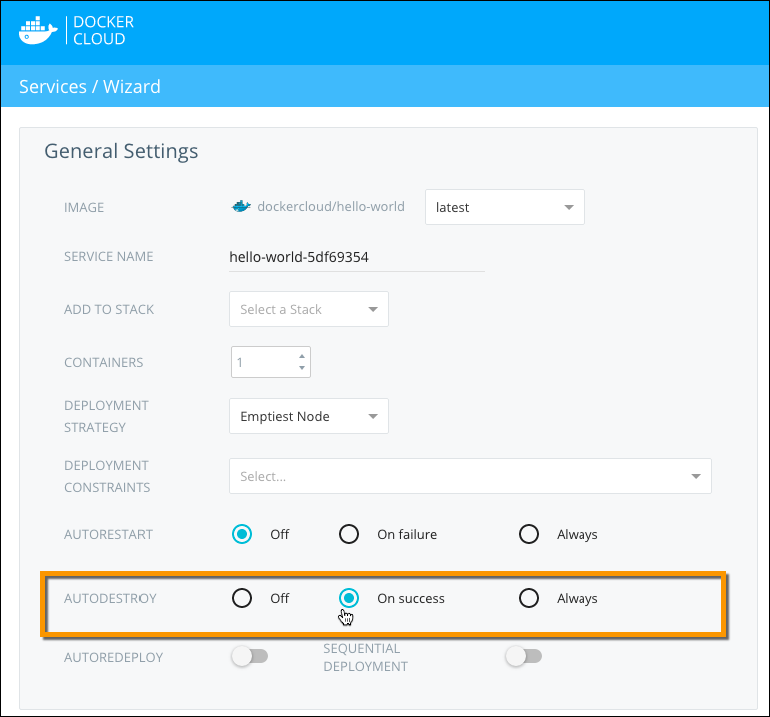 DOCKER
CLOUD
Services / Wizard
General Settings
IMAGE dockercloud/hello-world latest
SERVICE NAME hello-world-5df69354
ADD TO STACK Select a Stack
CONTAINERS 1
DEPLOYMENT
STRATEGY Emptiest Node
DEPLOYMENT
CONSTRAINTS Select...
AUTORESTART Off On failure Always
AUTODESTROY Off On success Always
AUTOREDEPLOY SEQUENTIAL
DEPLOYMENT